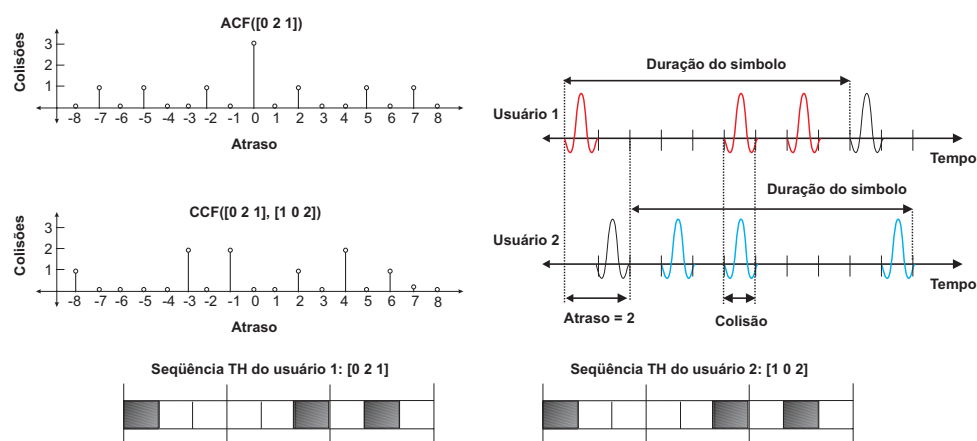 ACF([0 2 1])
Colisões
3
2
1
-8 -7 -6 -5 -4 -3 -2 -1 0 1 2 3 4 5 6 7 8
Atraso
CCF([0 2 1], [1 0 2])
Colisões
3
2
1
-8 -7 -6 -5 -4 -3 -2 -1 0 1 2 3 4 5 6 7 8
Atraso
Duração do simbolo
Usuário 1
Tempo
Duração do simbolo
Usuário 2
Tempo
Atraso = 2
Colisão
Seqüência TH do usuário 1: [0 2 1]
Seqüência TH do usuário 2: [1 0 2]